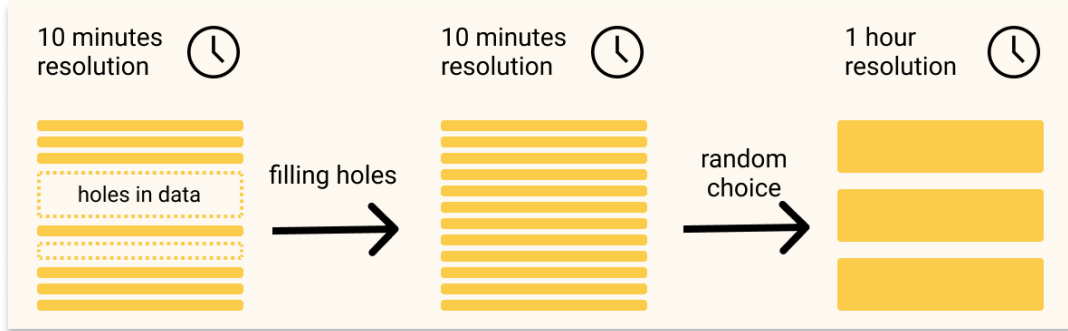 10 minutes
resolution
10 minutes
resolution
1 hour
resolution
holes in data
filling holes
random
choice